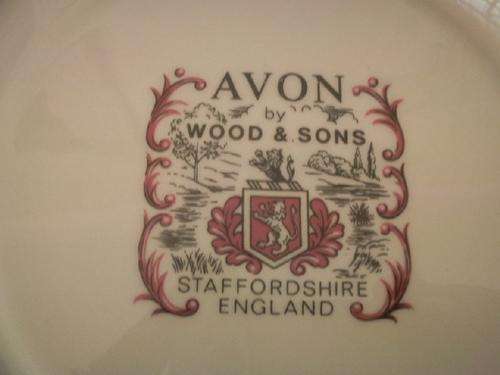 AVON
by
WOOD & SONS
STAFFORDSHIRE
ENGLAND